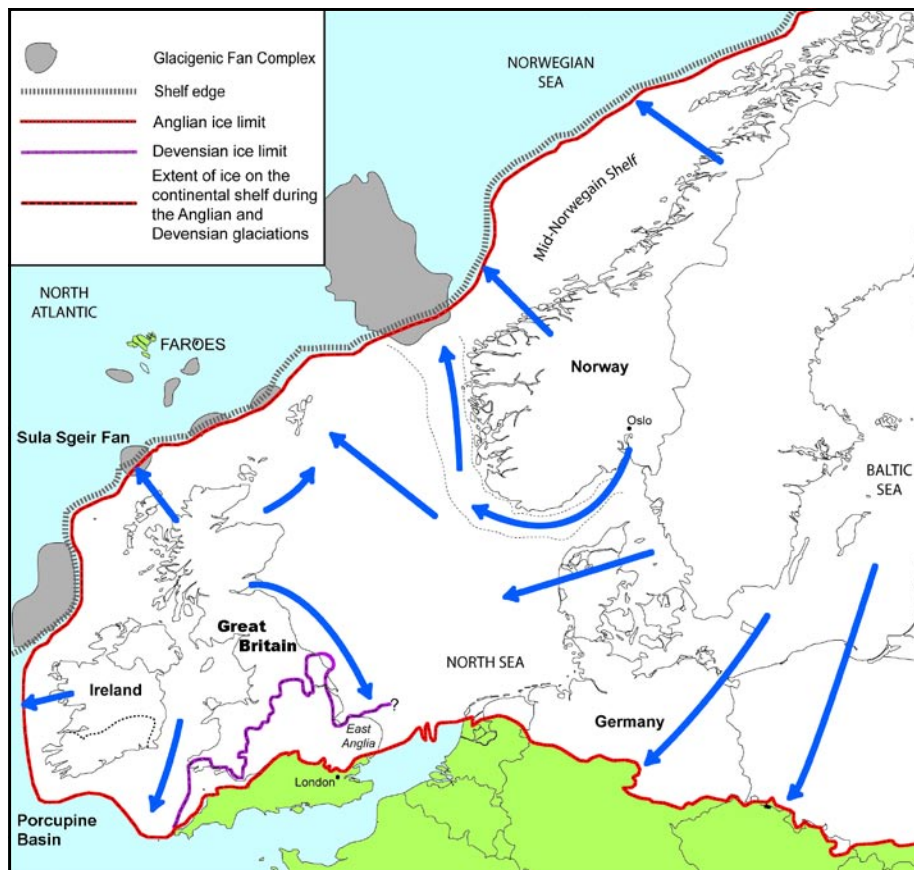 Glacigenic Fan Complex
Shelf edge
Anglian ice limit
Devensian ice limit
Extent of ice on the
continental shelf during
the Anglian and
Devensian glaciations
NORWEGIAN
SEA
Mid-Norwegain Shelf
NORTH
ATLANTIC
FAROES
Norway
Oslo
Sula Sgeir Fan
BALTIC
SEA
Great
Britain
NORTH SEA
Ireland
?
East
Anglia
Germany
London
Porcupine
Basin